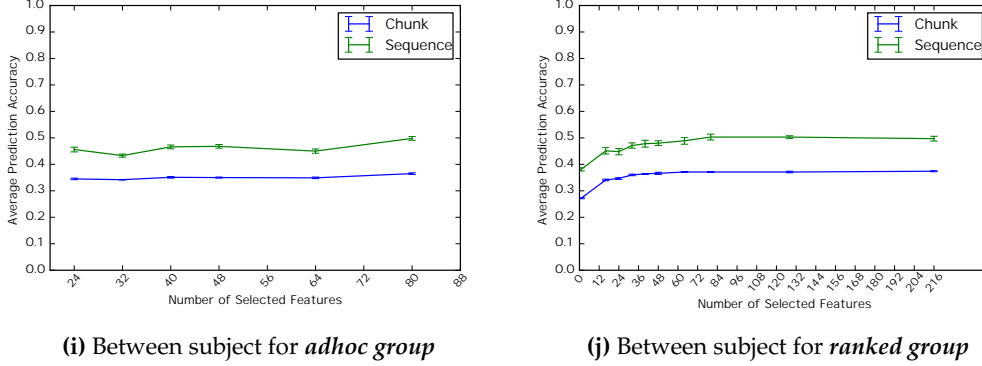 1.0
0.9
0.8
0.7
0.6
0.5
0.4
0.3
0.2
0.1
0.0
Average Prediction Accuracy
Chunk
Sequence
24 32 40 48 56 64 72 80 88
Number of Selected Features
(i) Between subject for adhoc group
1.0
0.9
0.8
0.7
0.6
0.5
0.4
0.3
0.2
0.1
0.0
Average Prediction Accuracy
Chunk
Sequence
0 12 24 36 48 60 72 84 96 108 120 132 144 156 168 180 192 204 216
Number of Selected Features
(j) Between subject for ranked group